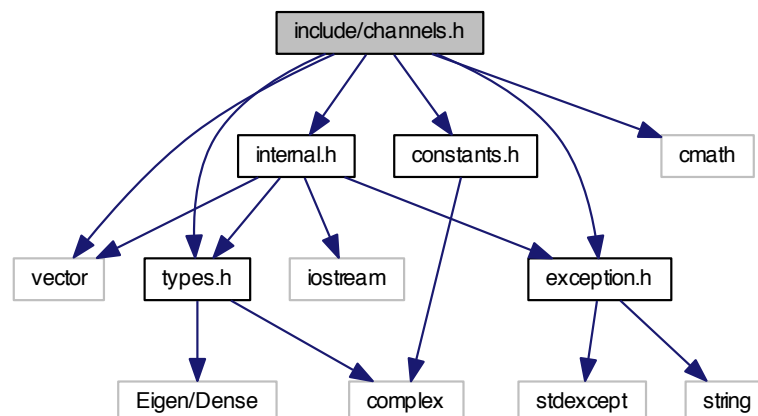 include/channels.h
internal.h
constants.h
cmath
vector
types.h
iostream
exception.h
Eigen/Dense
complex
stdexcept
string